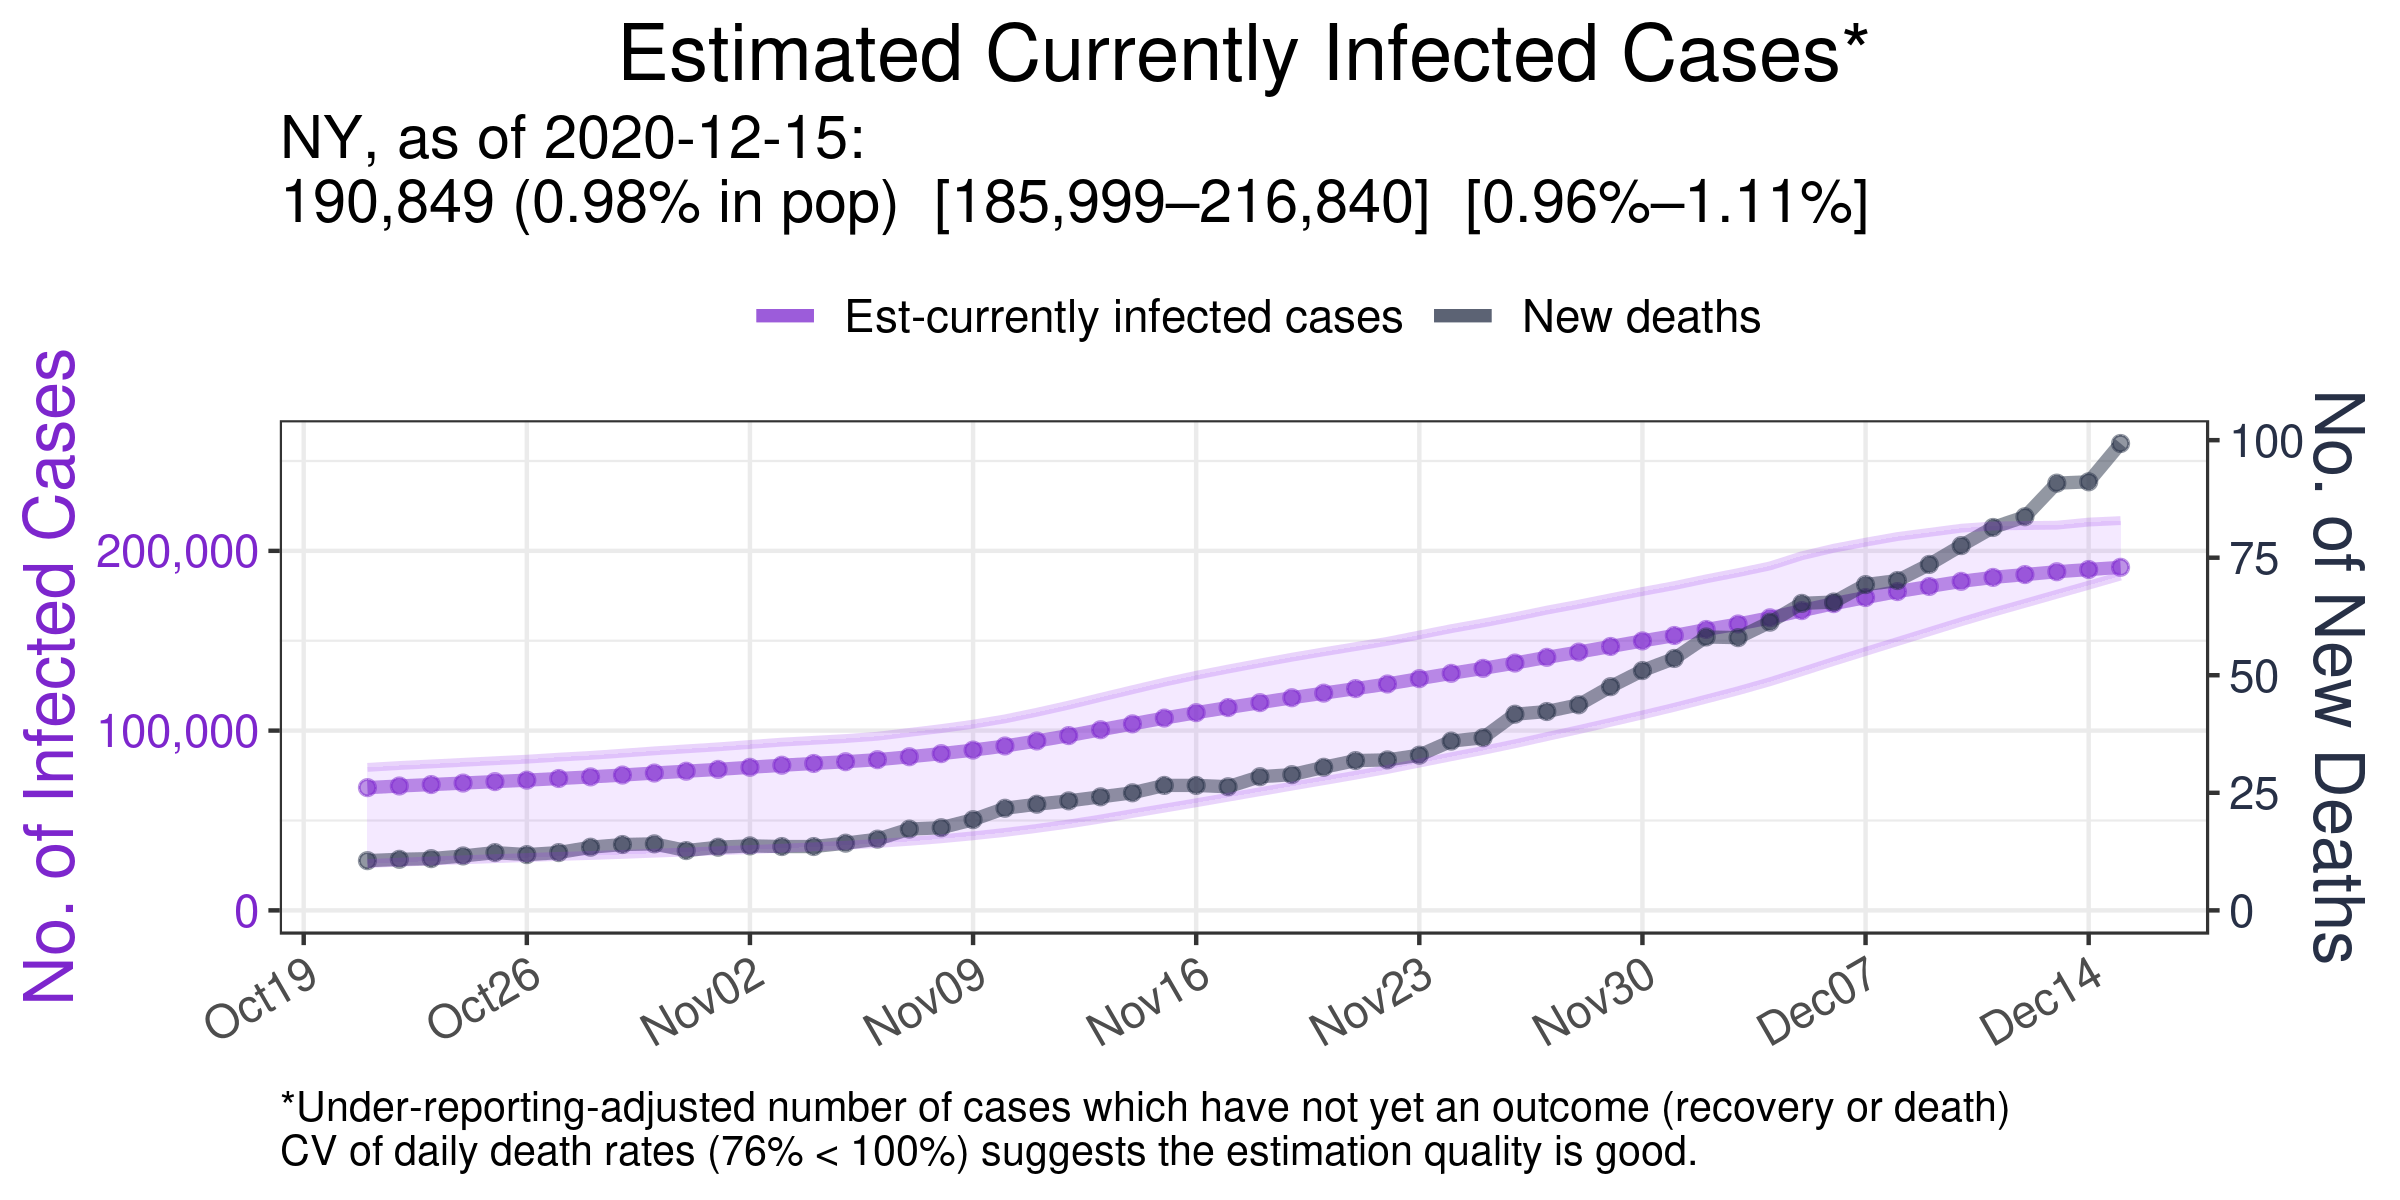 Estimated Currently Infected Cases*
NY, as of 2020-12-15:
190,849 (0.98% in pop)  [185,999–216,840]  [0.96%–1.11%]
Est-currently infected cases
New deaths
No. of Infected Cases
200,000
100,000
0
100
75
50
25
0
No. of New Deaths
Oct19
Oct26
Nov02
Nov09
Nov16
Nov23
Nov30
Dec07
Dec14
*Under-reporting-adjusted number of cases which have not yet an outcome (recovery or death)
CV of daily death rates (76% < 100%) suggests the estimation quality is good.